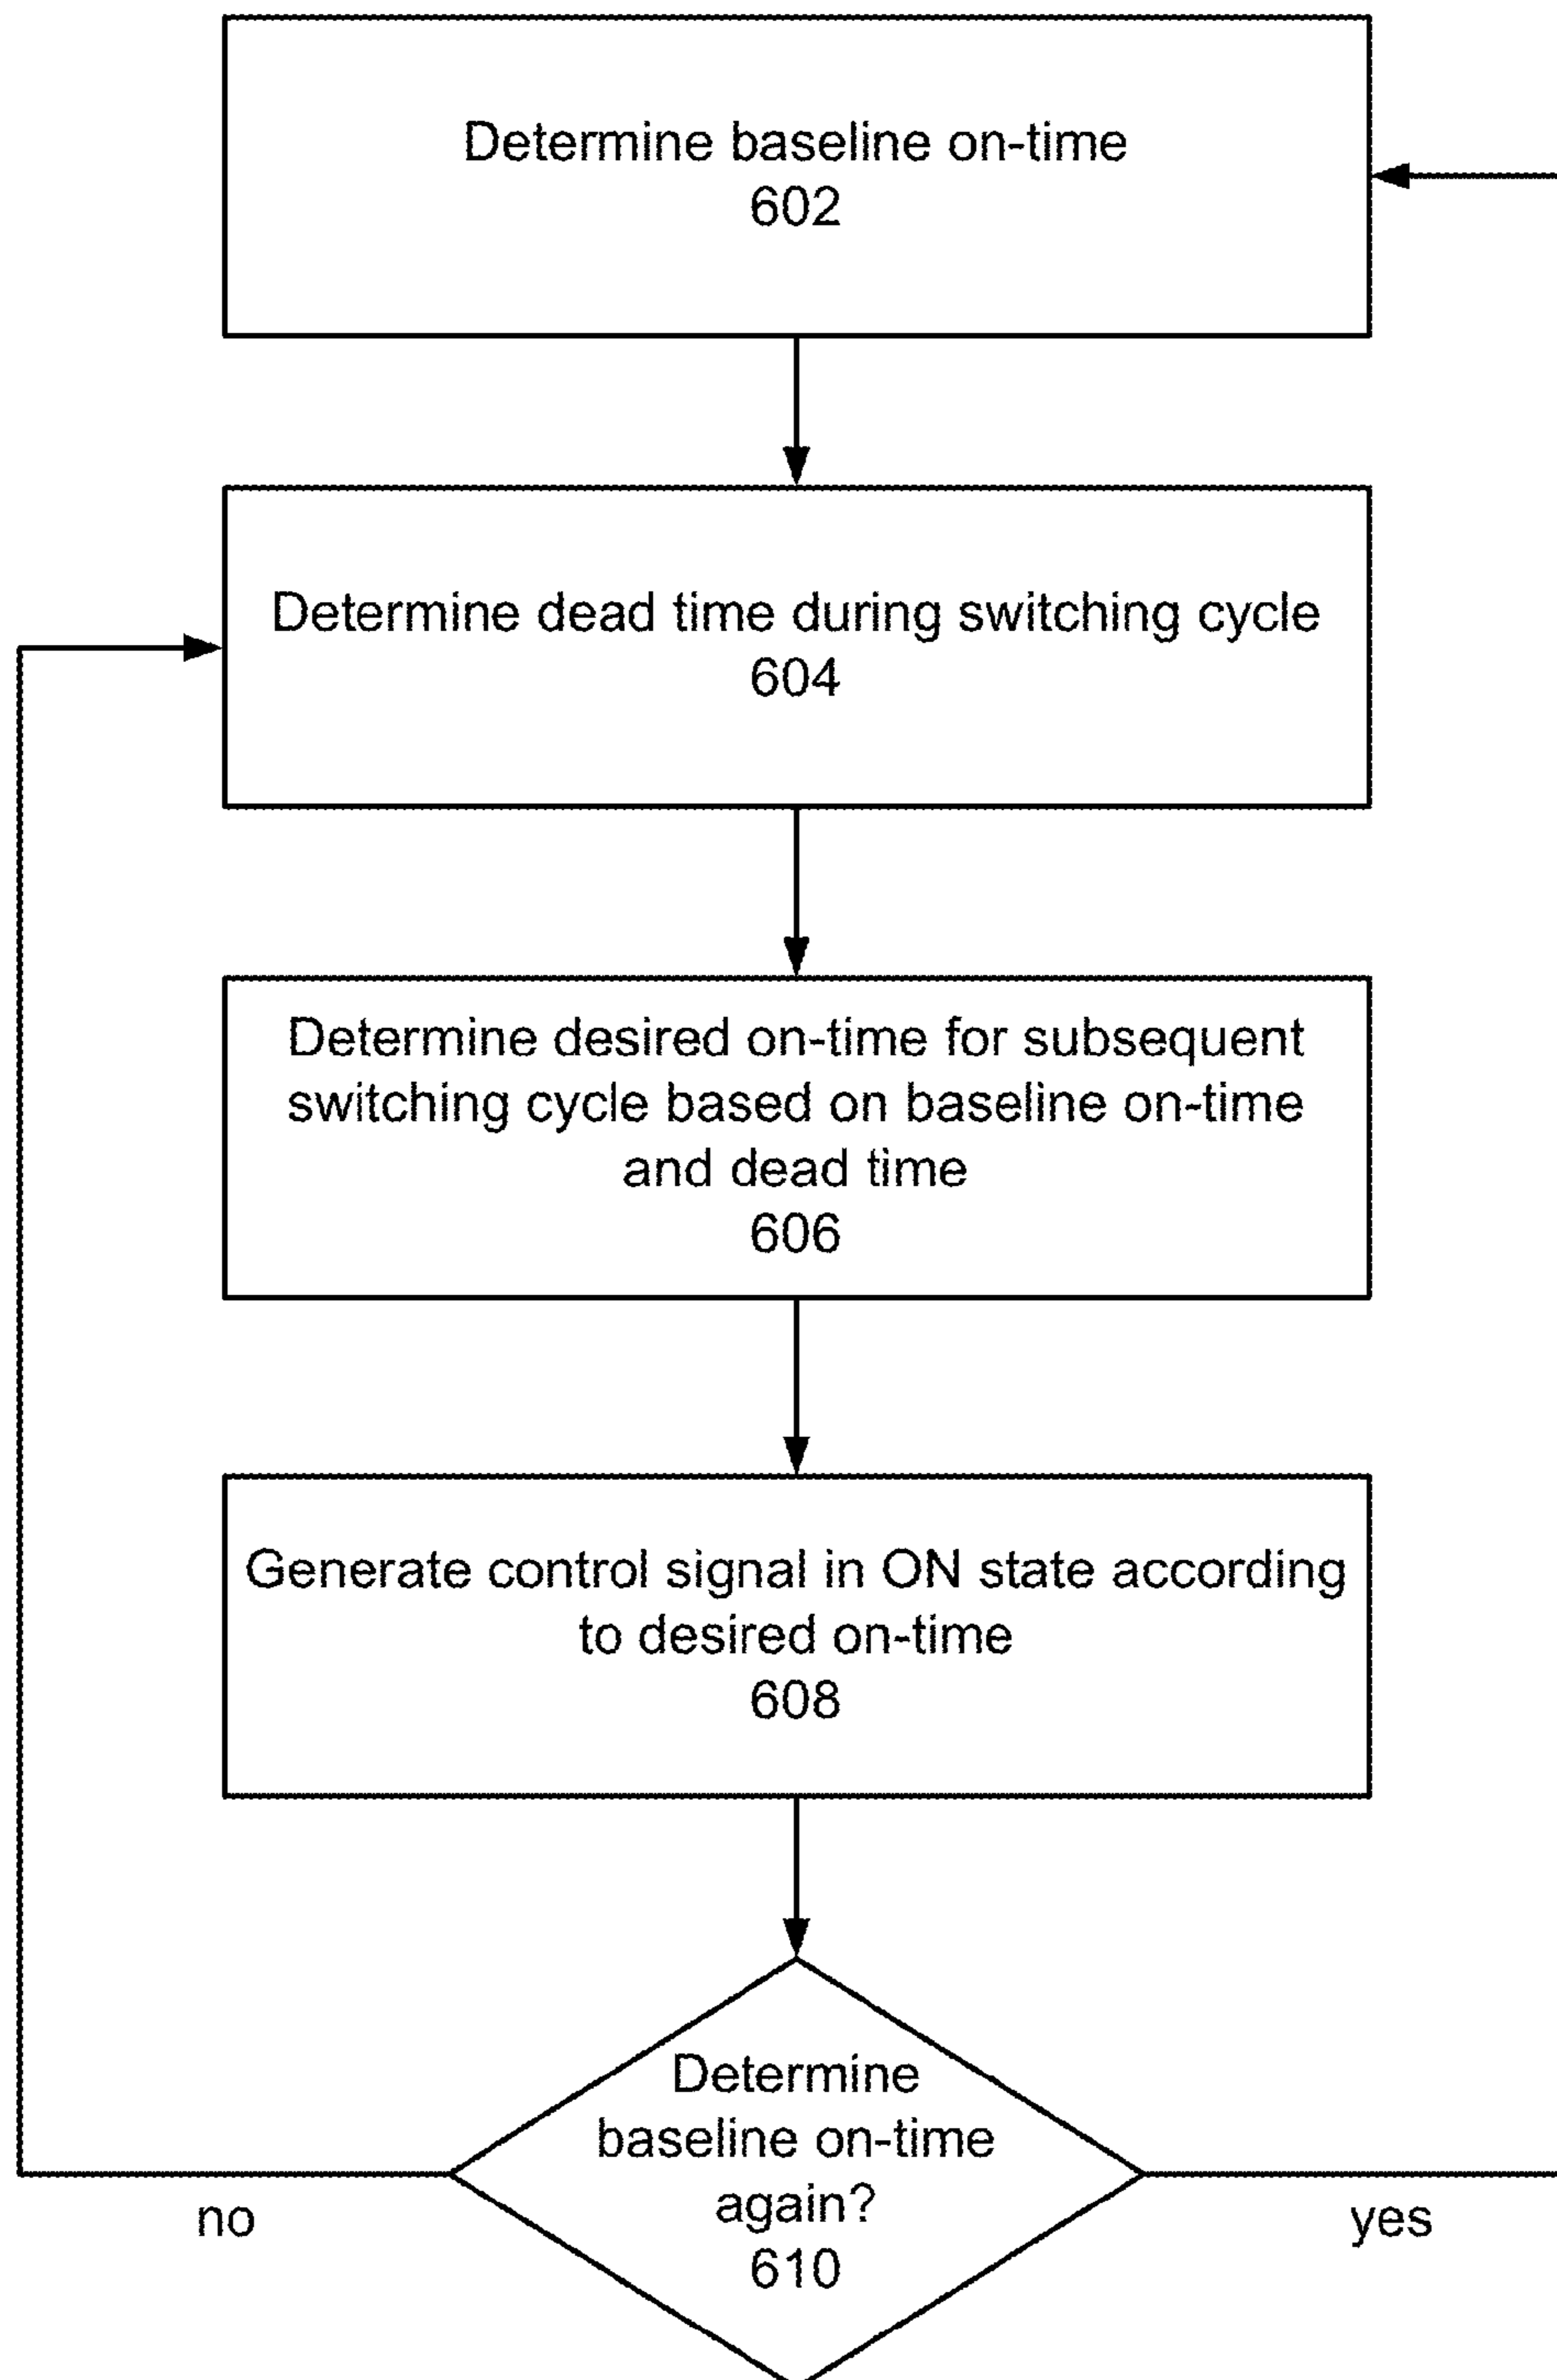 Determine baseline on-time
602
Determine dead time during switching cycle
604
Determine desired on-time for subsequent
switching cycle based on baseline on-time
and dead time
606
Generate control signal in ON state according
to desired on-time
608
Determine
baseline on-time
again?
610
no
yes